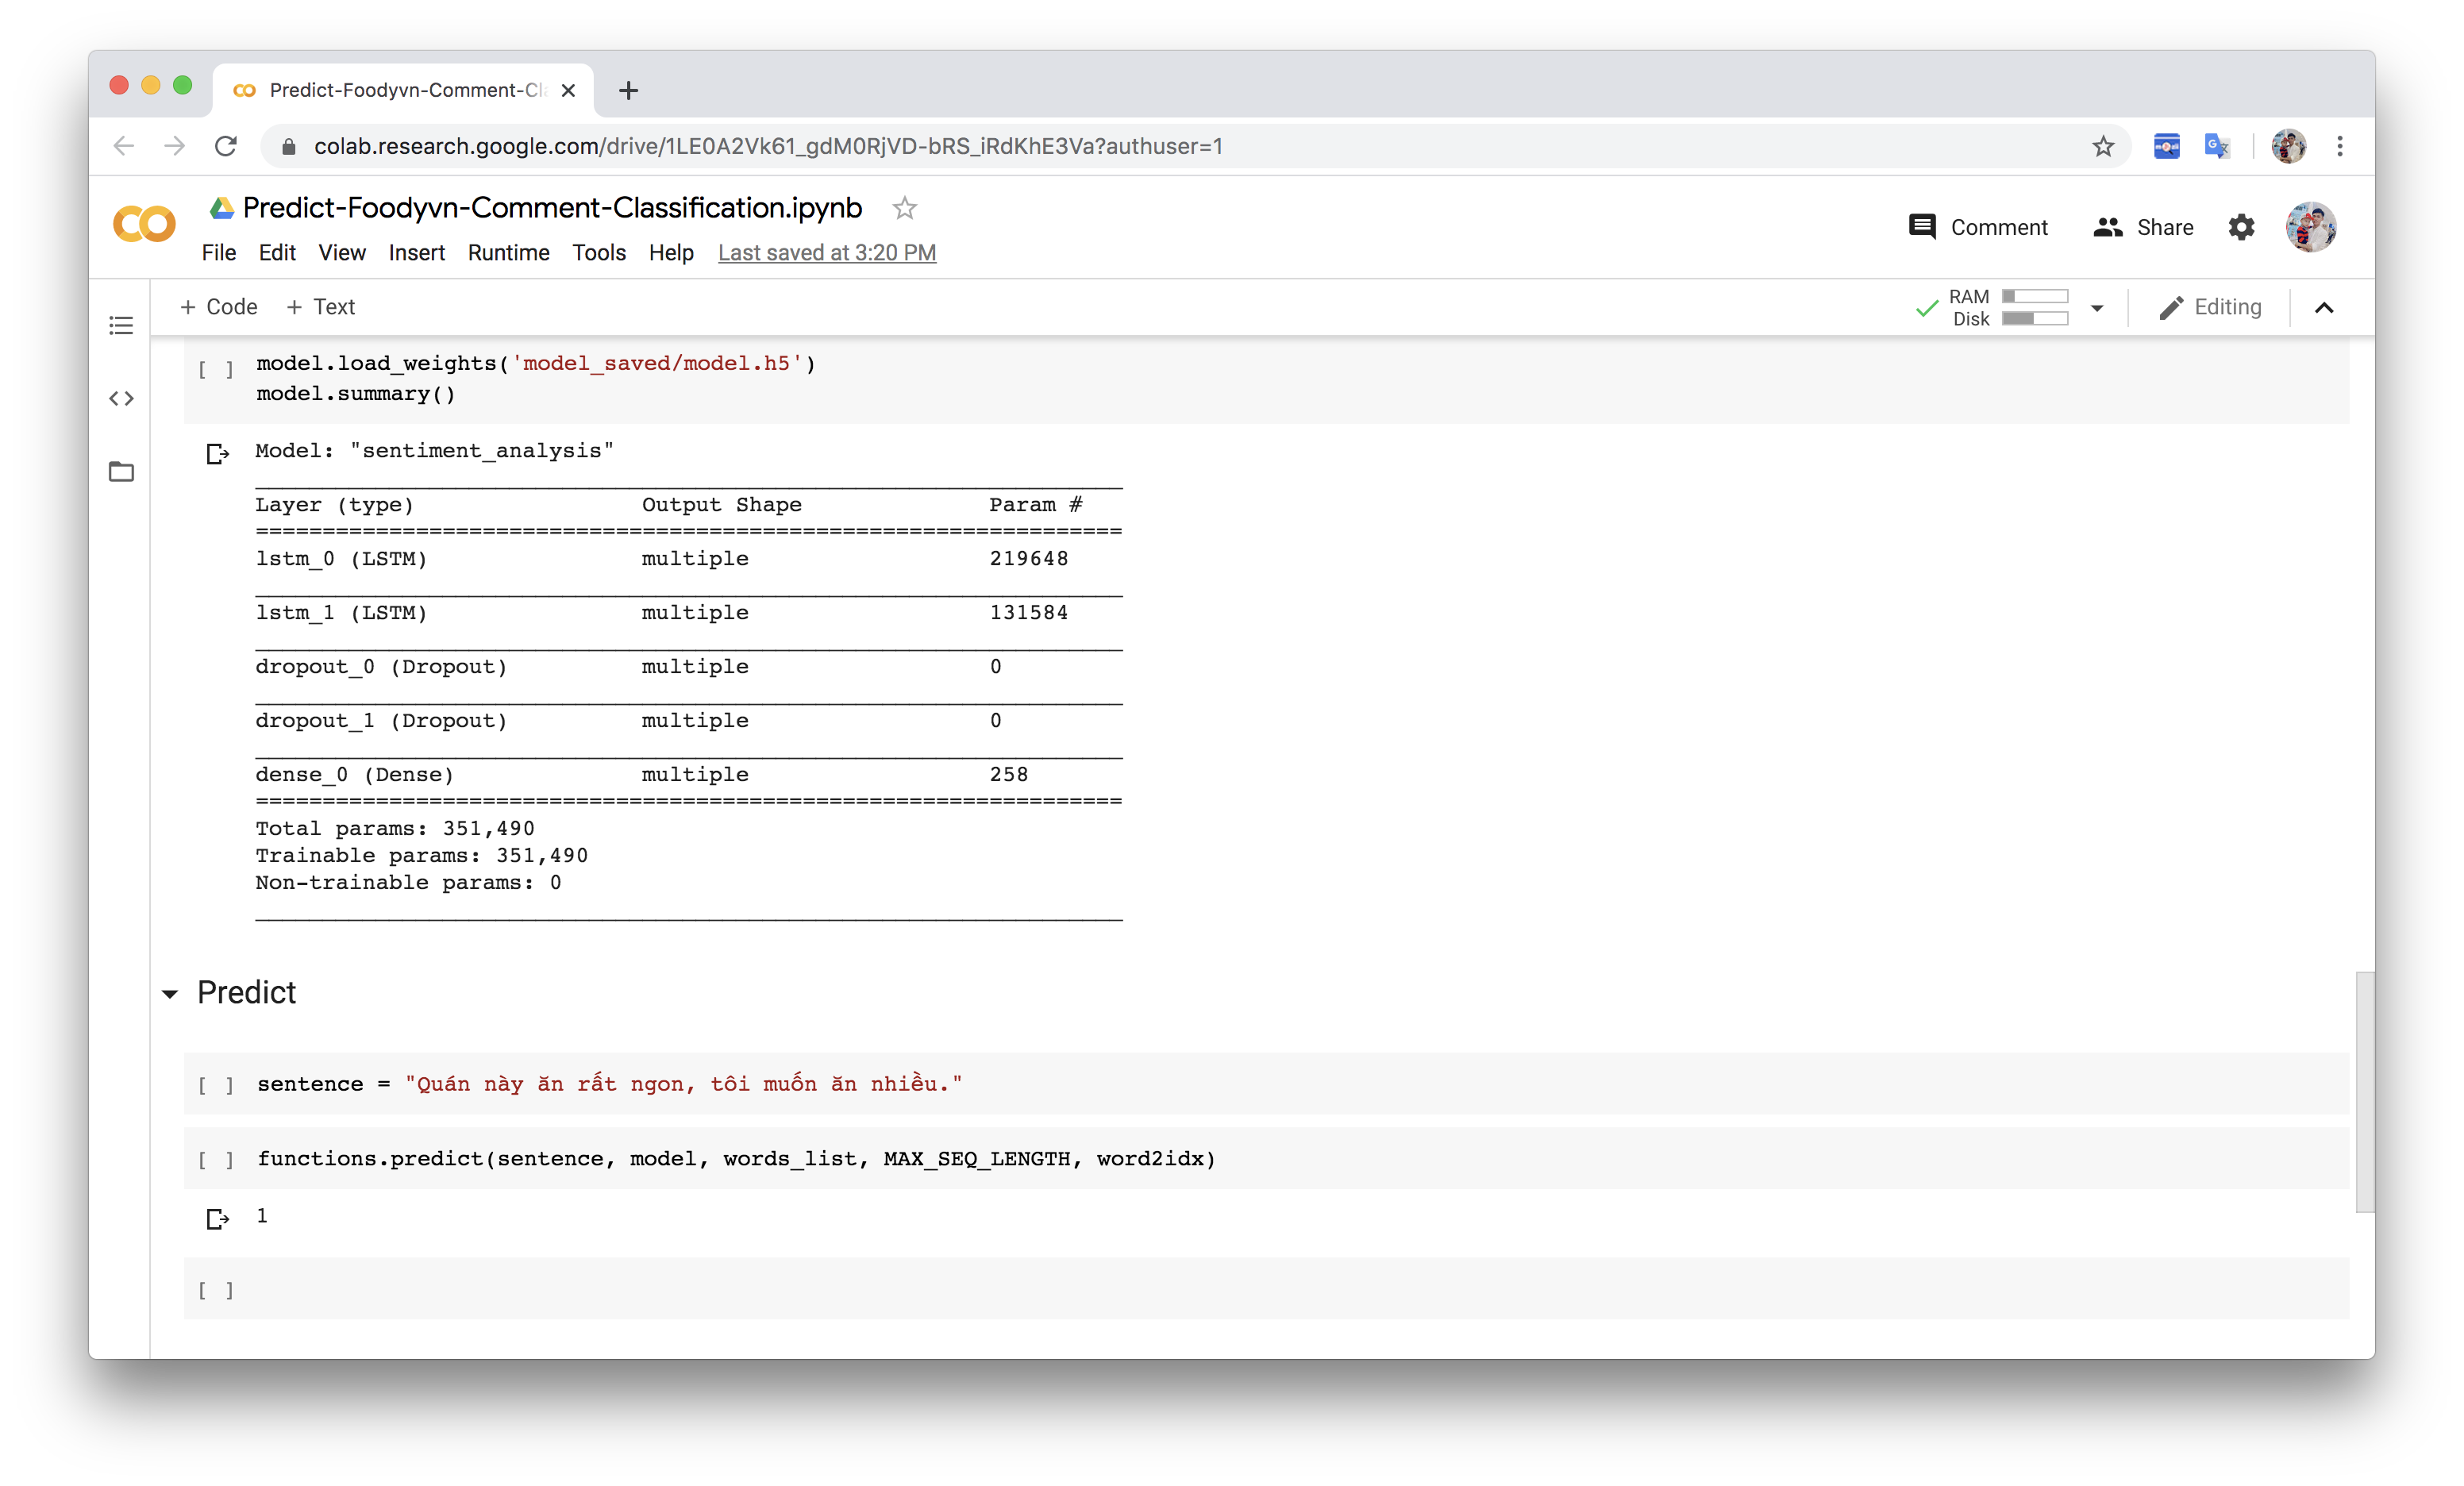 Predict-Foodyvn-Comment-Cl
colab.research.google.com/drive/1LE0A2Vk61_gdM0RjVD-bRS_iRdKhE3Va?authuser=1
Predict-Foodyvn-Comment-Classification.ipynb
File Edit View Insert Runtime Tools Help Last saved at 3:20 PM
Comment Share
+ Code + Text
RAM
Disk
Editing
[ ] model.load_weights('model_saved/model.h5')
model.summary()
Model: "sentiment_analysis"
Layer (type) Output Shape Param #
=================================================================
lstm_0 (LSTM) multiple 219648
lstm_1 (LSTM) multiple 131584
dropout_0 (Dropout) multiple 0
dropout_1 (Dropout) multiple 0
dense_0 (Dense) multiple 258
=================================================================
Total params: 351,490
Trainable params: 351,490
Non-trainable params: 0
Predict
[ ] sentence = "Quán này ăn rất ngon, tôi muốn ăn nhiều."
[ ] functions.predict(sentence, model, words_list, MAX_SEQ_LENGTH, word2idx)
1
[ ]